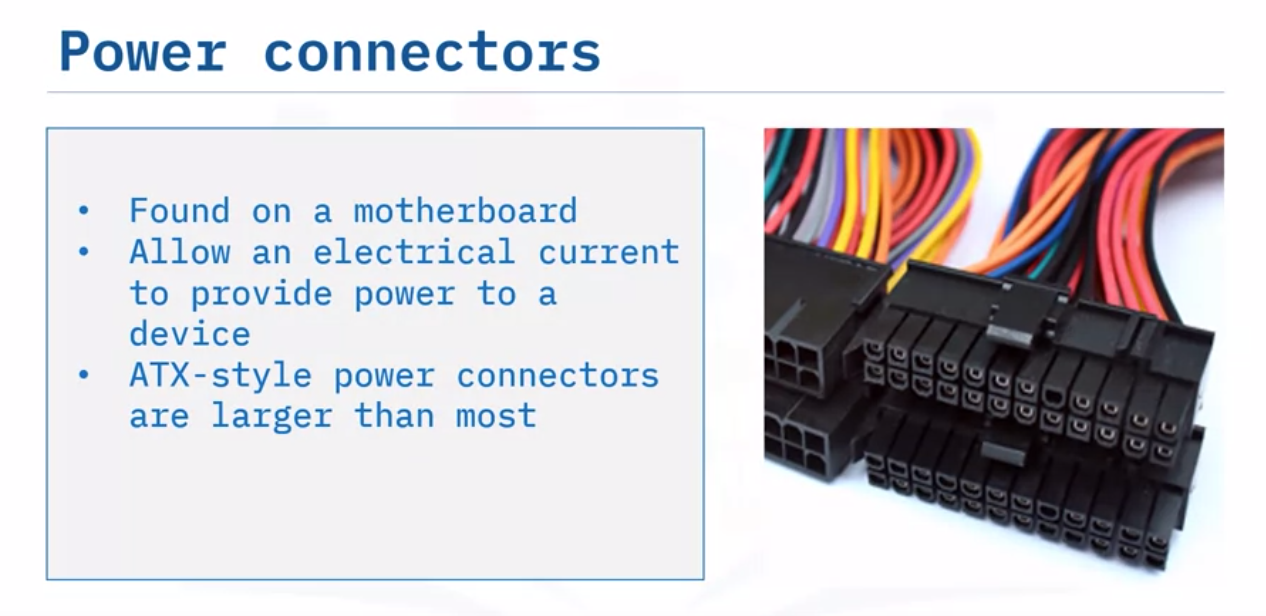 Power connectors
• Found on a motherboard
• Allow an electrical current
to provide power to a
device
• ATX-style power connectors
are larger than most